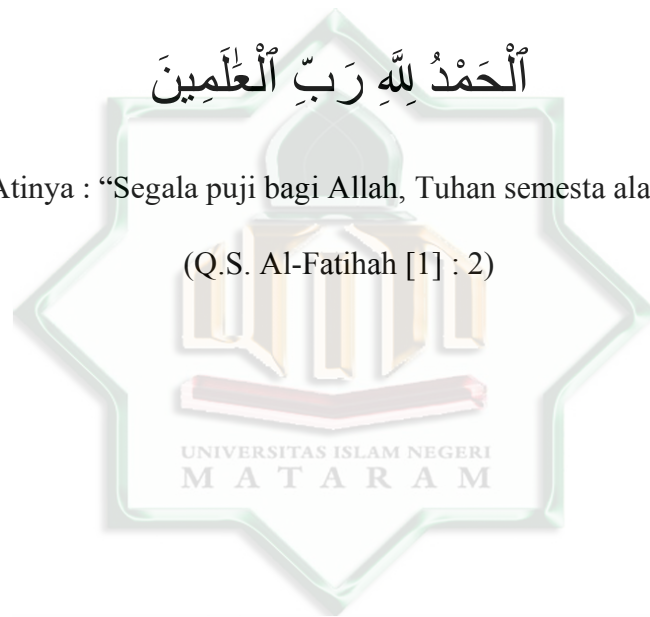 ٱلْحَمْدُ لِلَّهِ رَبِّ ٱلْعَٰلَمِينَ
Atinya : “Segala puji bagi Allah, Tuhan semesta ala
(Q.S. Al-Fatihah [1] : 2)
UNIVERSITAS ISLAM NEGERI
MATARAM